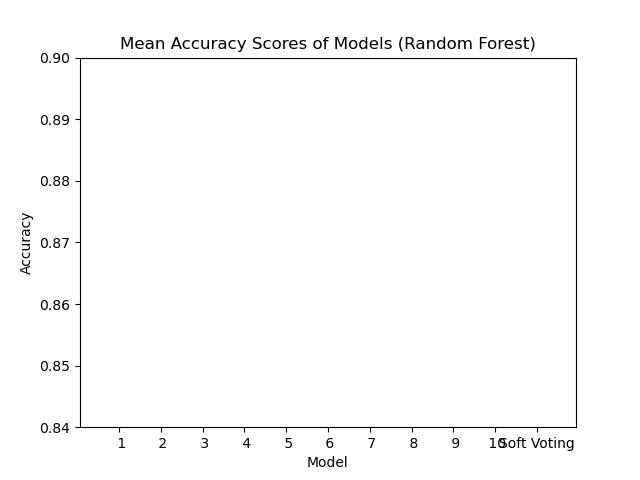 Mean Accuracy Scores of Models (Random Forest)
0.90
0.89
0.88
0.87
0.86
0.85
0.84
Accuracy
1 2 3 4 5 6 7 8 9 10 Soft Voting
Model